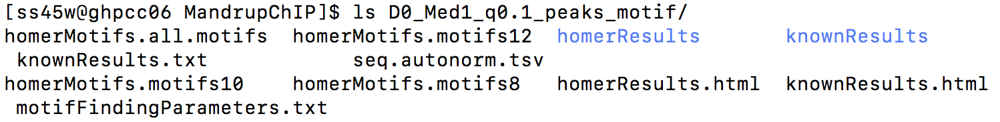 [ss45w@ghpcc06 MandrupChIP]$ ls D0_Med1_q0.1_peaks_motif/
homerMotifs.all.motifs  homerMotifs.motifs12  homerResults       knownResults
 knownResults.txt            seq.autonorm.tsv
homerMotifs.motifs10    homerMotifs.motifs8   homerResults.html  knownResults.html
 motifFindingParameters.txt